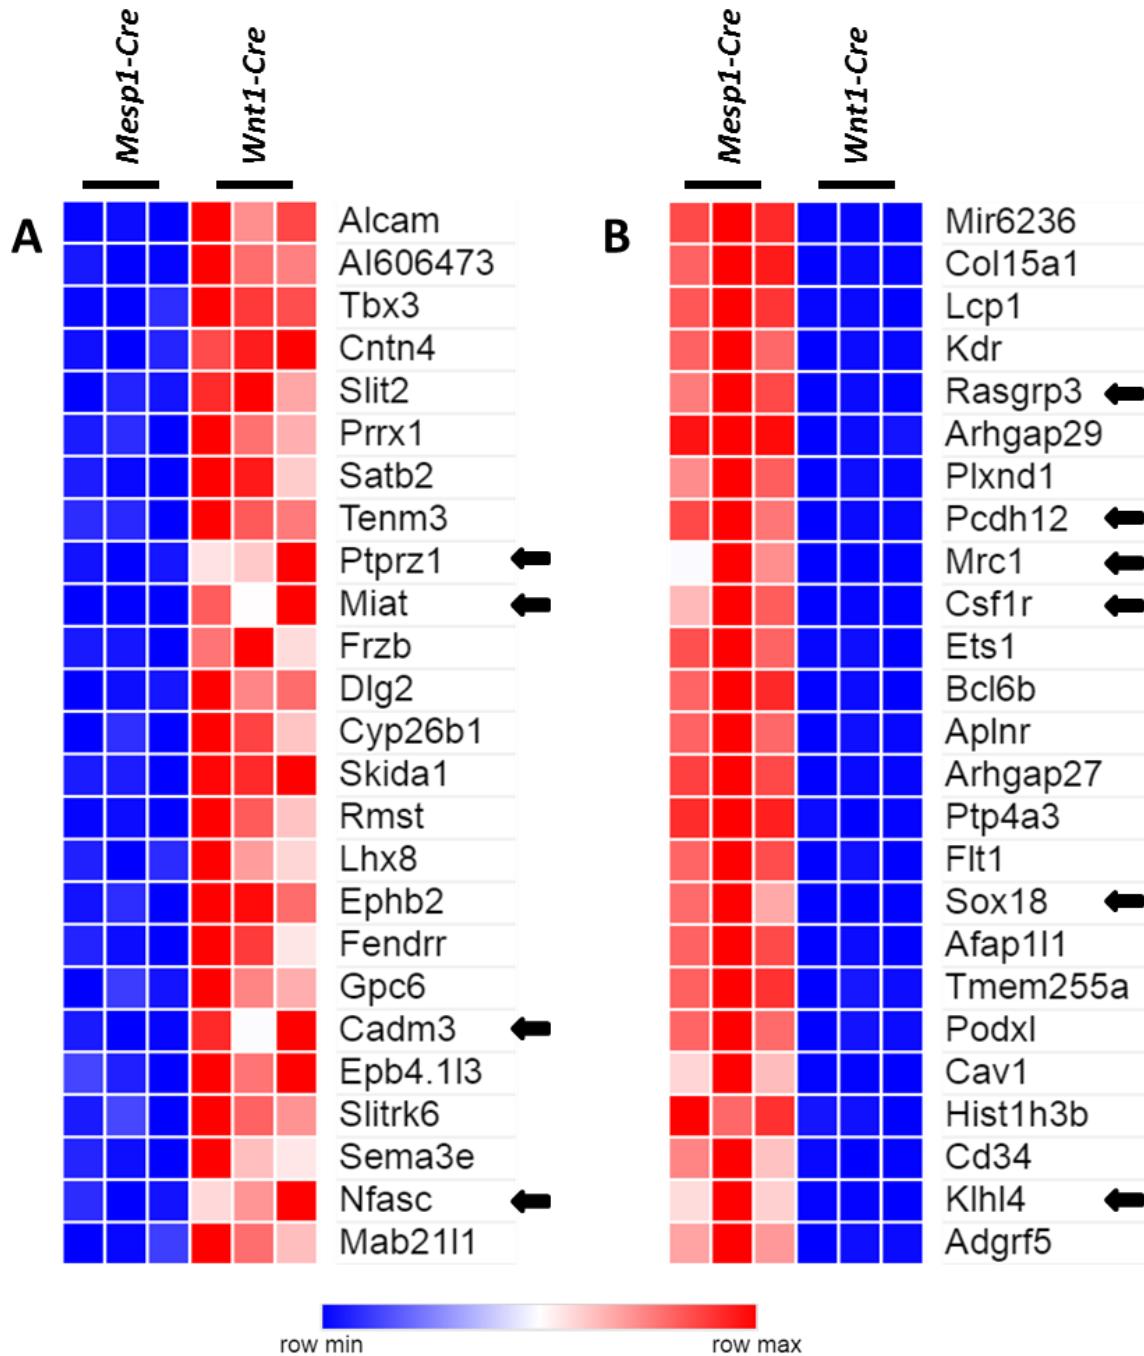 Mesp1-Cre
Wnt1-Cre
Mesp1-Cre
Wnt1-Cre
A
Alcam
AI606473
Tbx3
Cntn4
Slit2
Prrx1
Satb2
Tenm3
Ptprz1
Miat
Frzb
Dlg2
Cyp26b1
Skida1
Rmst
Lhx8
Ephb2
Fendrr
Gpc6
Cadm3
Epb4.1l3
Slitrk6
Sema3e
Nfasc
Mab21l1
B
Mir6236
Col15a1
Lcp1
Kdr
Rasgrp3
Arhgap29
Plxnd1
Pcdh12
Mrc1
Csf1r
Ets1
Bcl6b
Aplnr
Arhgap27
Ptp4a3
Flt1
Sox18
Afap1l1
Tmem255a
Podxl
Cav1
Hist1h3b
Cd34
Klhl4
Adgrf5
row min
row max